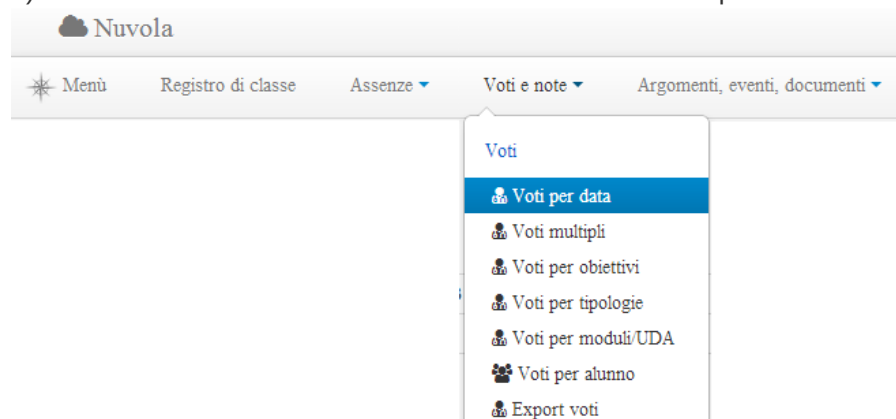 Nuvola
Menù Registro di classe Assenze Voti e note Argomenti, eventi, documenti
Voti
Voti per data
Voti multipli
Voti per obiettivi
Voti per tipologie
Voti per moduli/UDA
Voti per alunno
Export voti